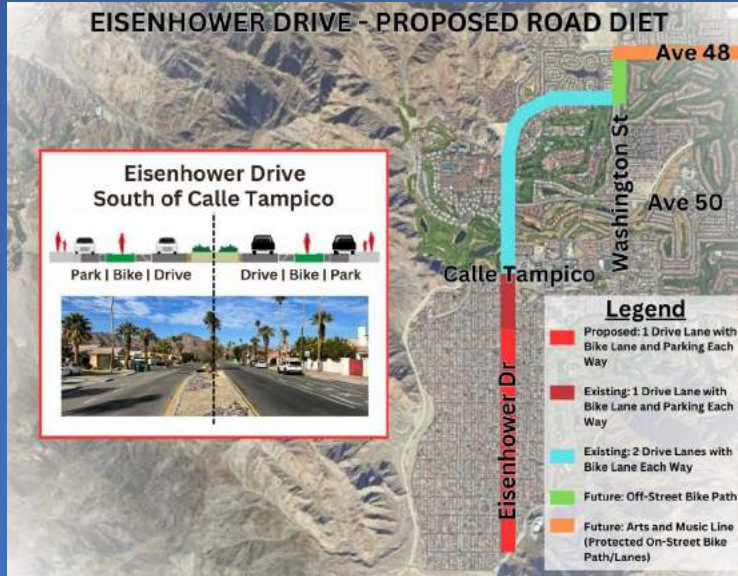 EISENHOWER DRIVE - PROPOSED ROAD DIET
Ave 48
Washington St
Ave 50
Eisenhower Drive
South of Calle Tampico
Park | Bike | Drive
Drive | Bike | Park
Calle Tampico
Eisenhower Dr
Legend
Proposed: 1 Drive Lane with
Bike Lane and Parking Each
Way
Existing: 1 Drive Lane with
Bike Lane and Parking Each
Way
Existing: 2 Drive Lanes with
Bike Lane Each Way
Future: Off-Street Bike Path
Future: Arts and Music Line
(Protected On-Street Bike
Path/Lanes)